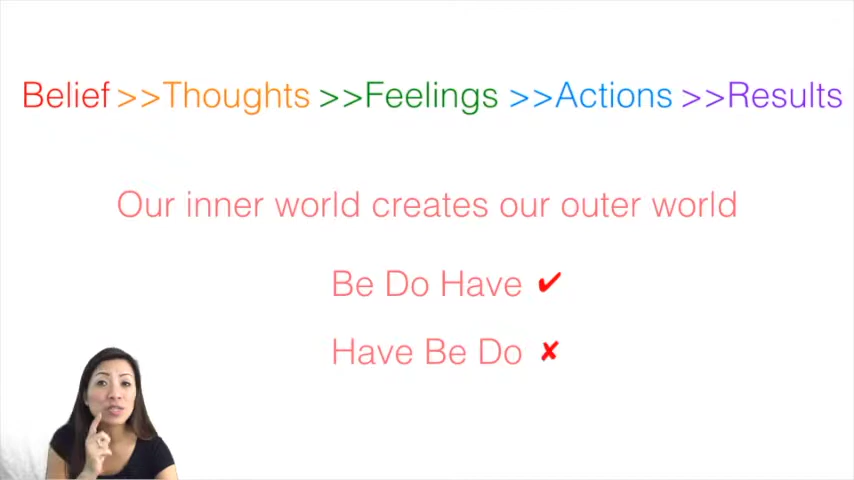 Belief >>Thoughts >>Feelings >>Actions >>Results
Our inner world creates our outer world
Be Do Have ✔
Have Be Do ✘